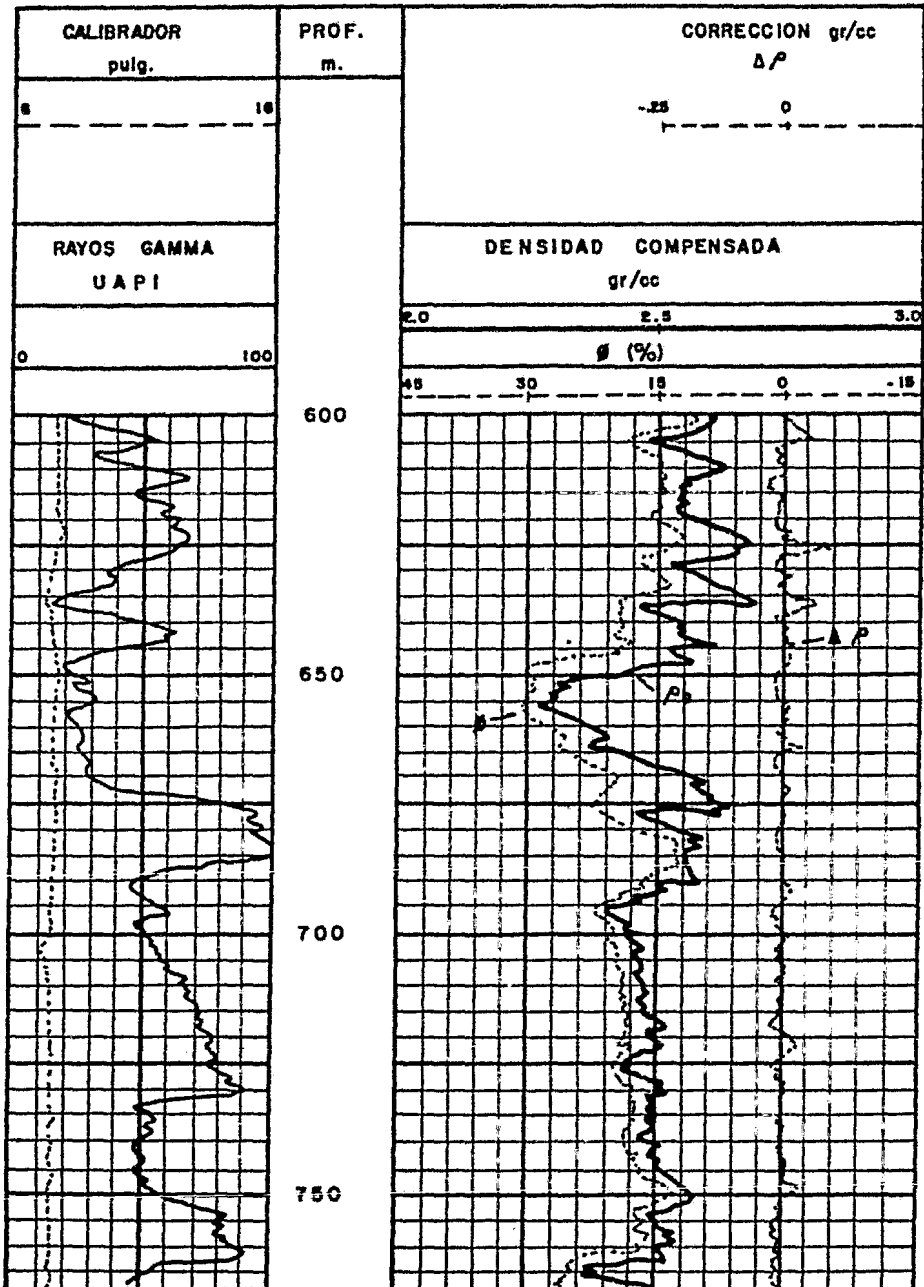 CALIBRADOR
pulg.
6 16
RAYOS GAMMA
UAPI
0 100
PROF.
m.
CORRECCION gr/cc
Δρ
-.25 0
DENSIDAD COMPENSADA
gr/cc
2.0 2.5 3.0
Ø (%)
45 30 15 0 -15
600
Δρ
650
ρb
Ø
700
750